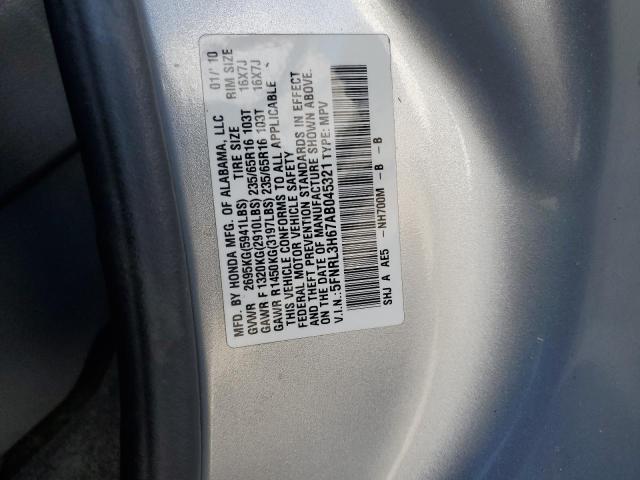 MFD. BY HONDA MFG. OF ALABAMA, LLC 01/'10
TIRE SIZE RIM SIZE
GVWR 2695KG(5941LBS)
GAWR F 1320KG(2910LBS) 235/65R16 103T 16X7J
GAWR R1450KG(3197LBS) 235/65R16 103T 16X7J
THIS VEHICLE CONFORMS TO ALL APPLICABLE
FEDERAL MOTOR VEHICLE SAFETY
AND THEFT PREVENTION STANDARDS IN EFFECT
ON THE DATE OF MANUFACTURE SHOWN ABOVE.
V.I.N.:5FNRL3H67AB045321 TYPE: MPV
SHJ A AE5 -NH700M - B - B